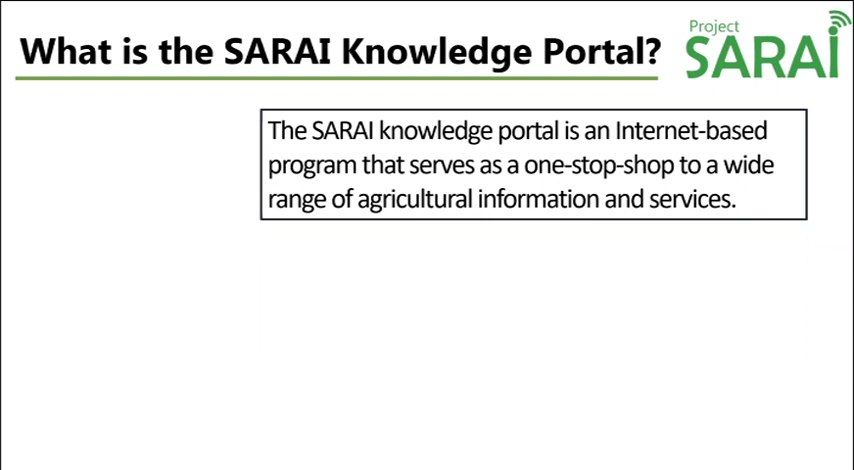 What is the SARAI Knowledge Portal?
Project
SARAI
The SARAI knowledge portal is an Internet-based
program that serves as a one-stop-shop to a wide
range of agricultural information and services.